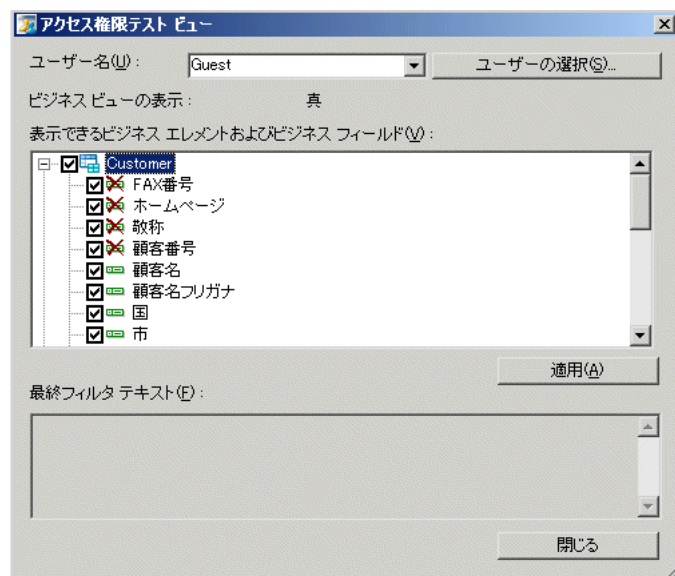 アクセス権限テスト ビュー
ユーザー名(U) : Guest ユーザーの選択(S)...
ビジネス ビューの表示 : 真
表示できるビジネス エレメントおよびビジネス フィールド(V) :
Customer
FAX番号
ホームページ
敬称
顧客番号
顧客名
顧客名フリガナ
国
市
適用(A)
最終フィルタ テキスト(F) :
閉じる